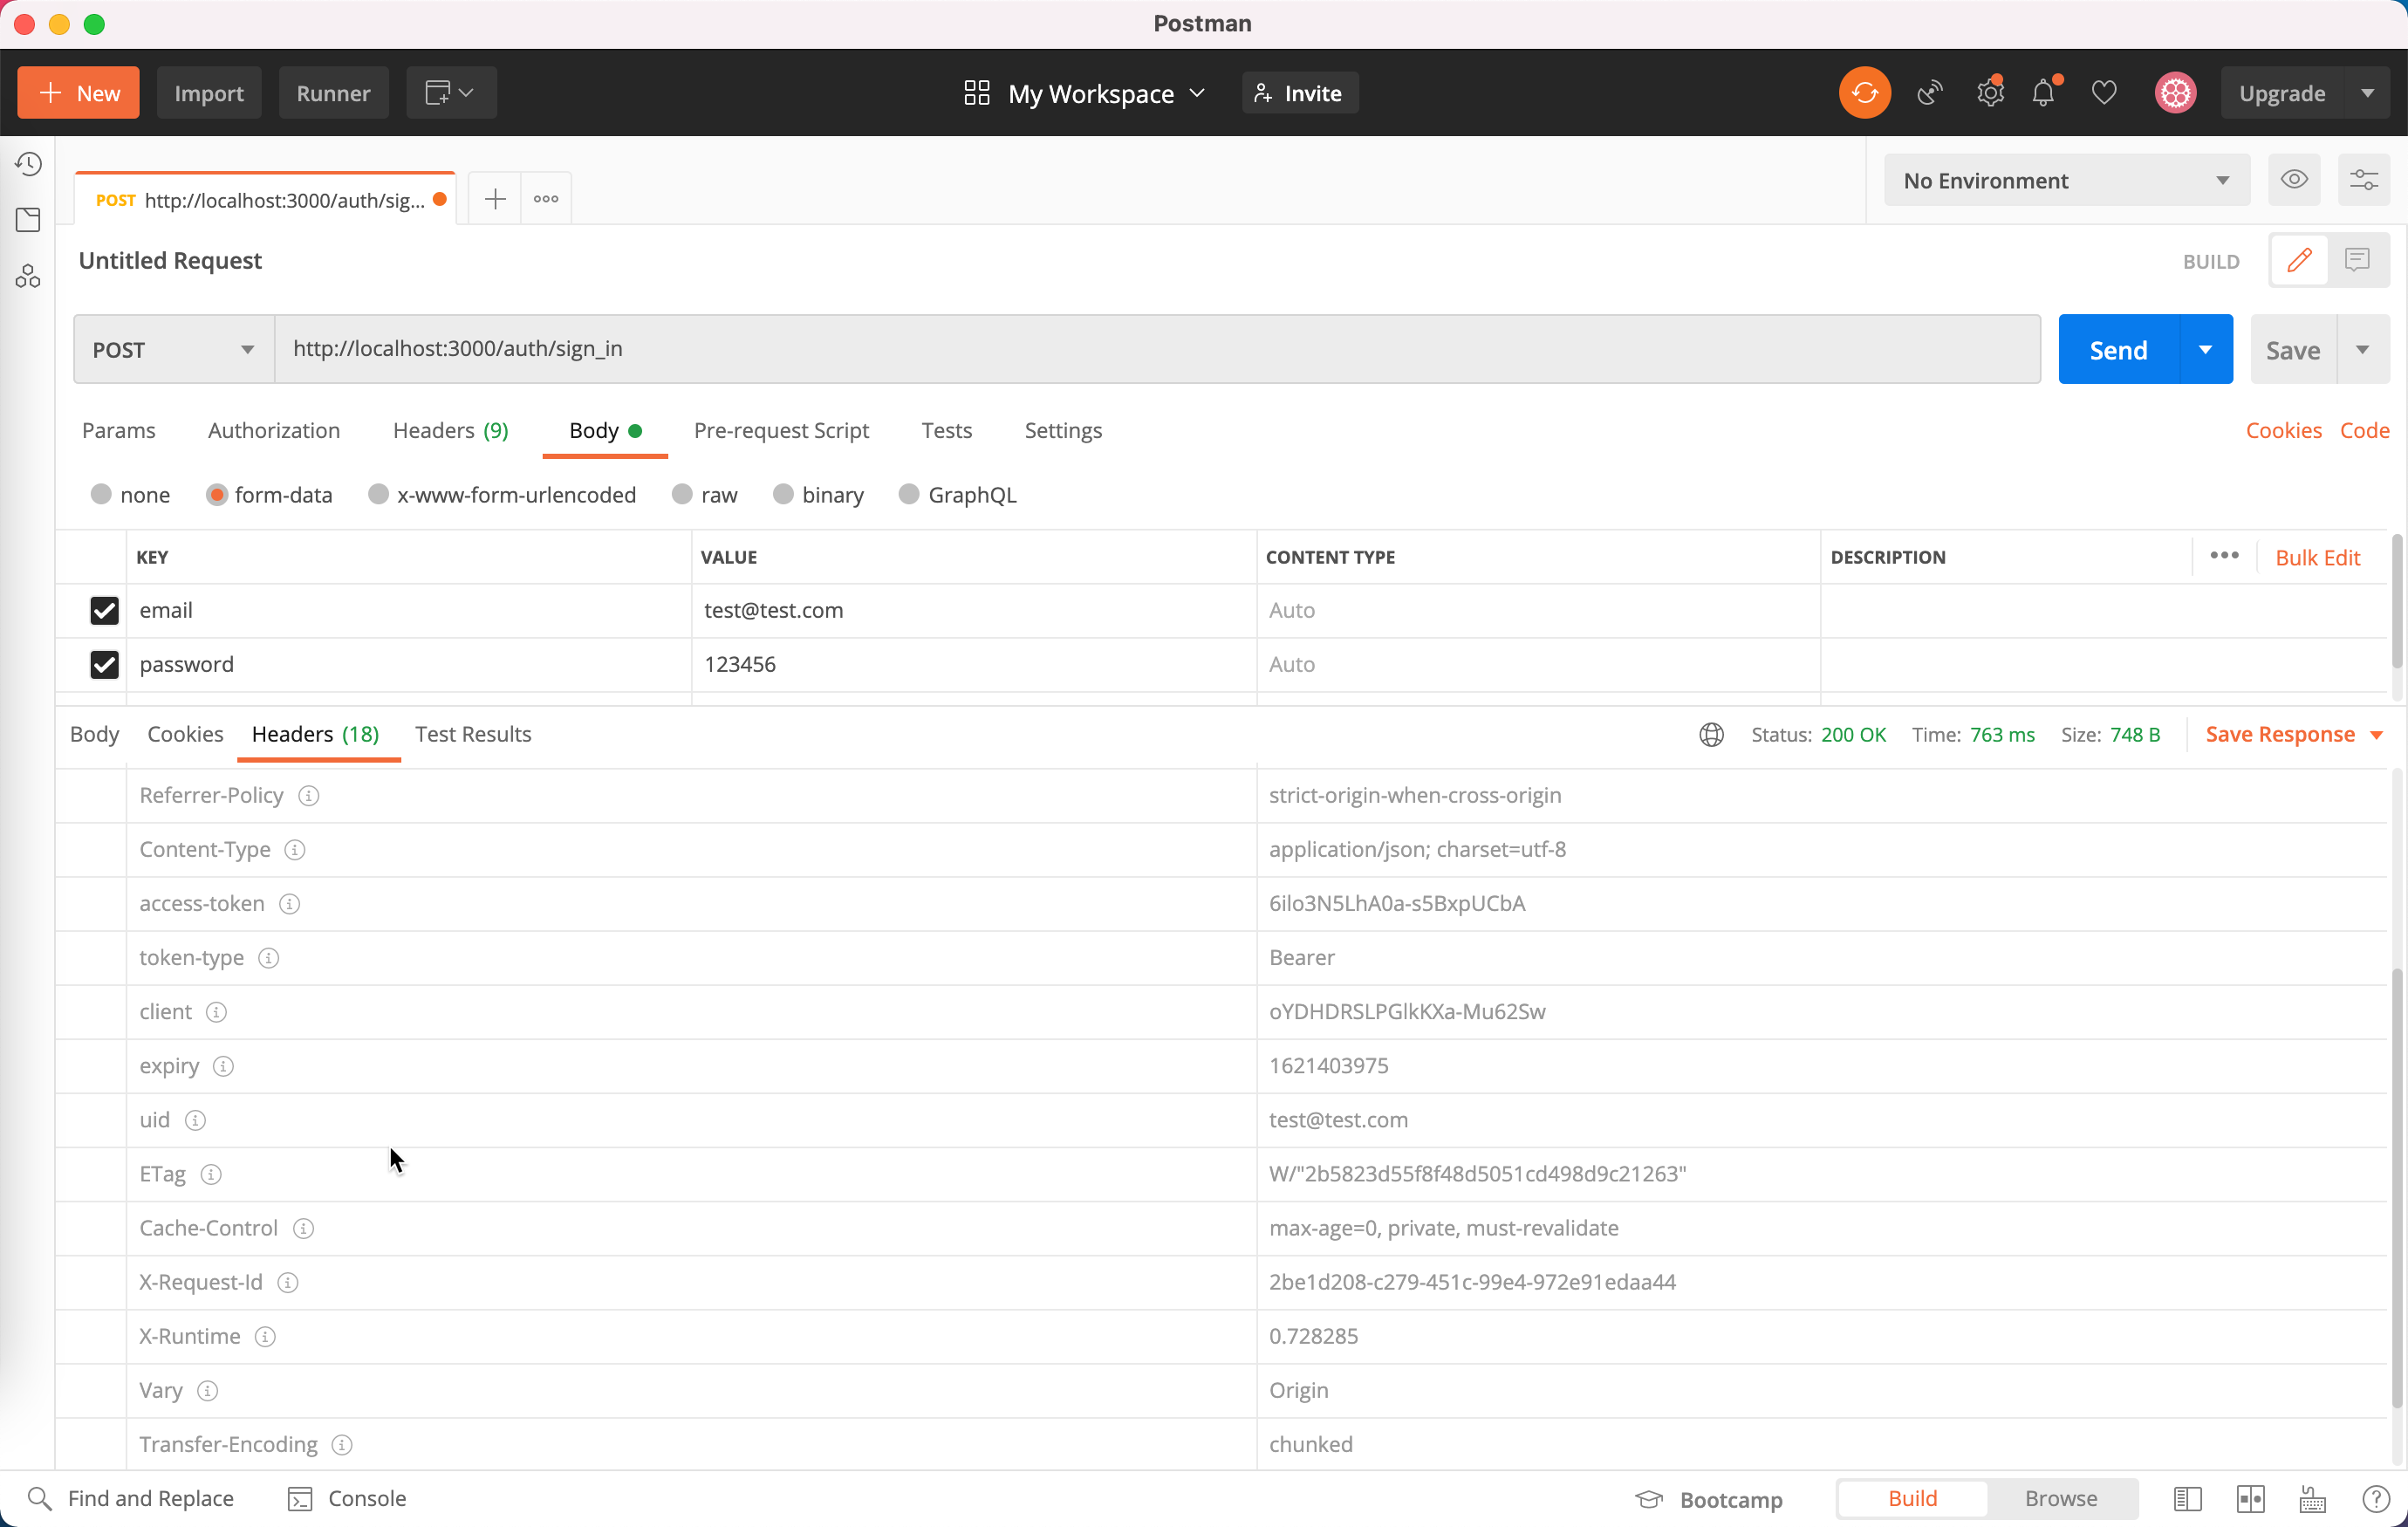 Postman
New Import Runner My Workspace Invite Upgrade
POST http://localhost:3000/auth/sig... No Environment
Untitled Request BUILD
POST http://localhost:3000/auth/sign_in Send Save
Params Authorization Headers (9) Body Pre-request Script Tests Settings Cookies Code
none form-data x-www-form-urlencoded raw binary GraphQL
KEY VALUE CONTENT TYPE DESCRIPTION Bulk Edit
email test@test.com Auto
password 123456 Auto
Body Cookies Headers (18) Test Results Status: 200 OK Time: 763 ms Size: 748 B Save Response
Referrer-Policy strict-origin-when-cross-origin
Content-Type application/json; charset=utf-8
access-token 6ilo3N5LhA0a-s5BxpUCbA
token-type Bearer
client oYDHDRSLPGlkKXa-Mu62Sw
expiry 1621403975
uid test@test.com
ETag W/"2b5823d55f8f48d5051cd498d9c21263"
Cache-Control max-age=0, private, must-revalidate
X-Request-Id 2be1d208-c279-451c-99e4-972e91edaa44
X-Runtime 0.728285
Vary Origin
Transfer-Encoding chunked
Find and Replace Console Bootcamp Build Browse